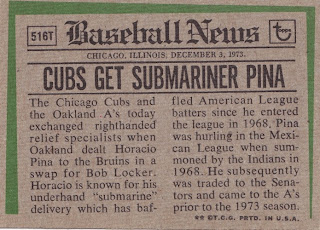 516T
Baseball News
CHICAGO, ILLINOIS: DECEMBER 3, 1973.
CUBS GET SUBMARINER PINA
The Chicago Cubs and
the Oakland A's today
exchanged righthanded
relief specialists when
Oakland dealt Horacio
Pina to the Bruins in a
swap for Bob Locker.
Horacio is known for his
underhand "submarine"
delivery which has baf-
fled American League
batters since he entered
the league in 1968, Pina
was hurling in the Mexi-
can League when sum-
moned by the Indians in
1968. He subsequently
was traded to the Sena-
tors and came to the A's
prior to the 1973 season.
** © T.C.G. PRTD. IN U.S.A.